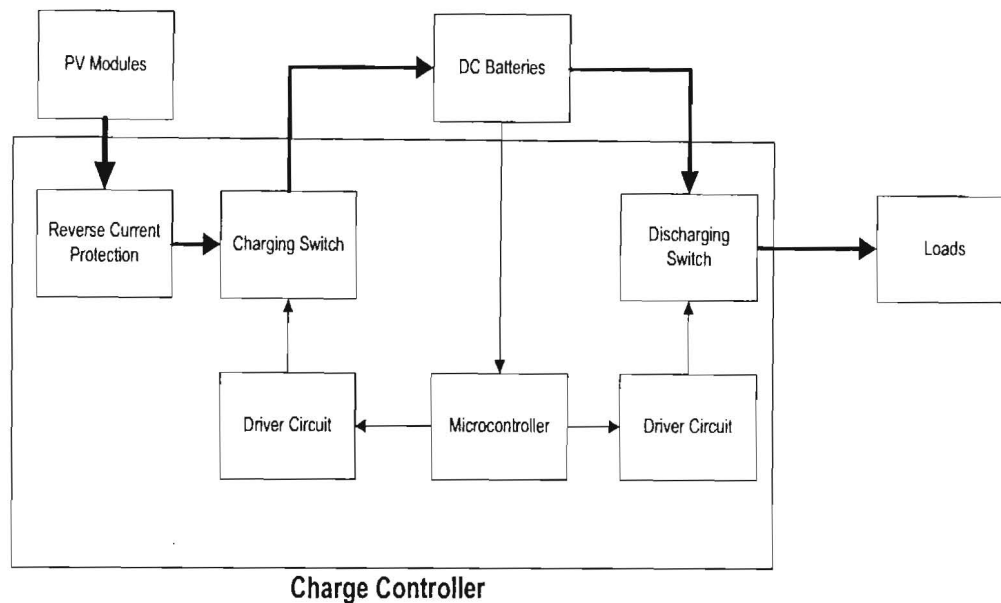 PV Modules
DC Batteries
Reverse Current
Protection
Charging Switch
Discharging
Switch
Loads
Driver Circuit
Microcontroller
Driver Circuit
Charge Controller